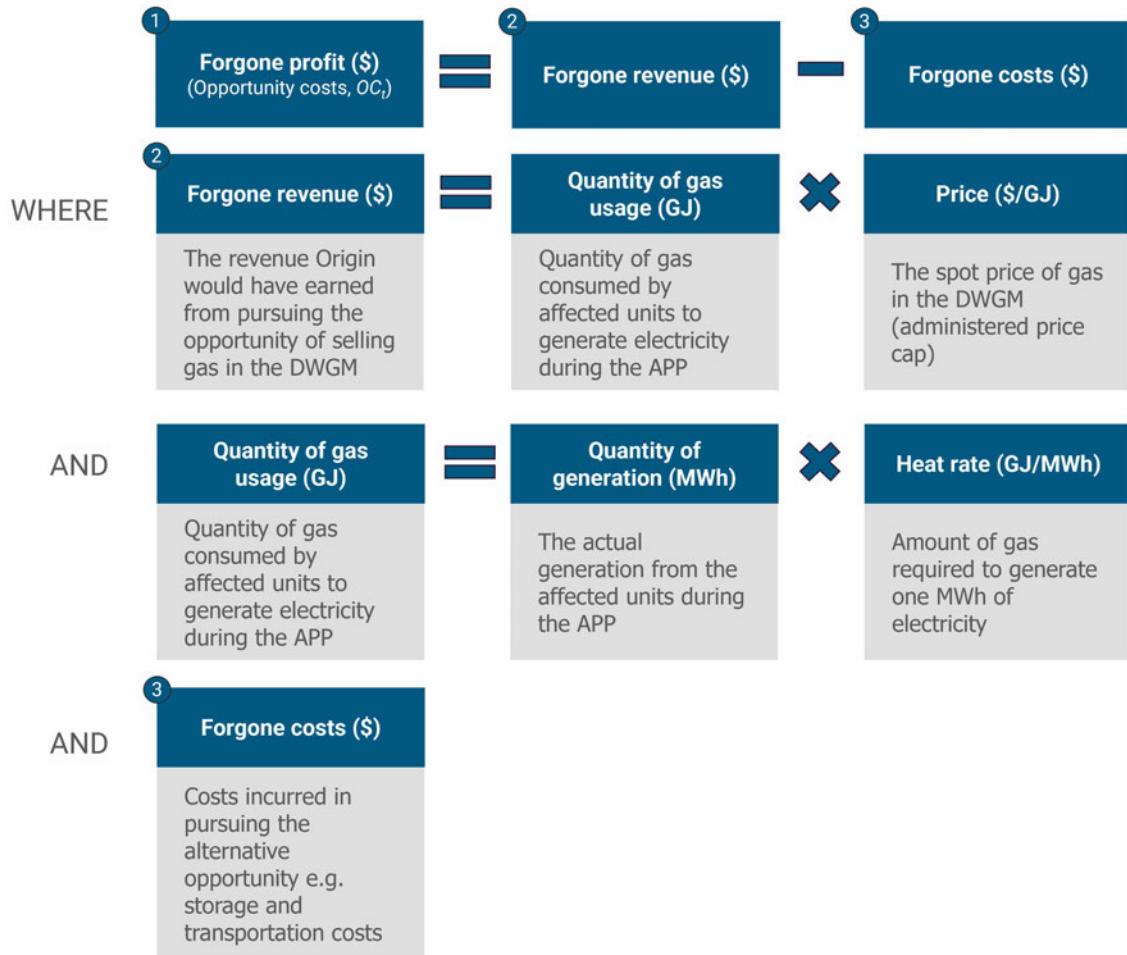 1
Forgone profit ($)
(Opportunity costs, OCt)
2
Forgone revenue ($)
3
Forgone costs ($)
WHERE
2
Forgone revenue ($)
The revenue Origin
would have earned
from pursuing the
opportunity of selling
gas in the DWGM
Quantity of gas
usage (GJ)
Quantity of gas
consumed by
affected units to
generate electricity
during the APP
Price ($/GJ)
The spot price of gas
in the DWGM
(administered price
cap)
AND
Quantity of gas
usage (GJ)
Quantity of gas
consumed by
affected units to
generate electricity
during the APP
Quantity of
generation (MWh)
The actual
generation from the
affected units during
the APP
Heat rate (GJ/MWh)
Amount of gas
required to generate
one MWh of
electricity
AND
3
Forgone costs ($)
Costs incurred in
pursuing the
alternative
opportunity e.g.
storage and
transportation costs